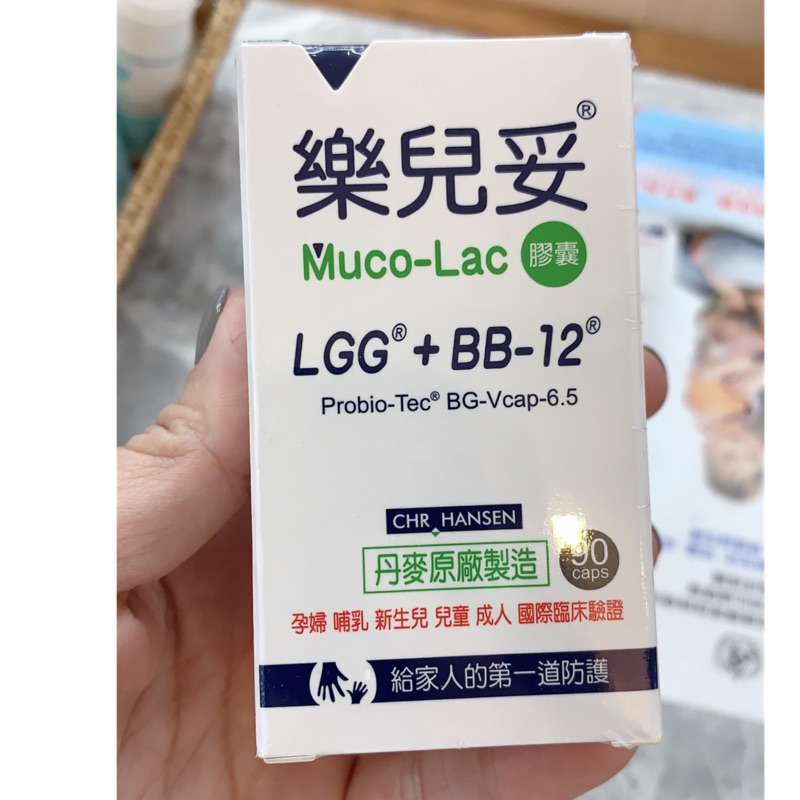 樂兒妥®
Muco-Lac 膠囊
LGG® + BB-12®
Probio-Tec® BG-Vcap-6.5
CHR HANSEN
丹麥原廠製造
90
caps
孕婦 哺乳 新生兒 兒童 成人 國際臨床驗證
給家人的第一道防護